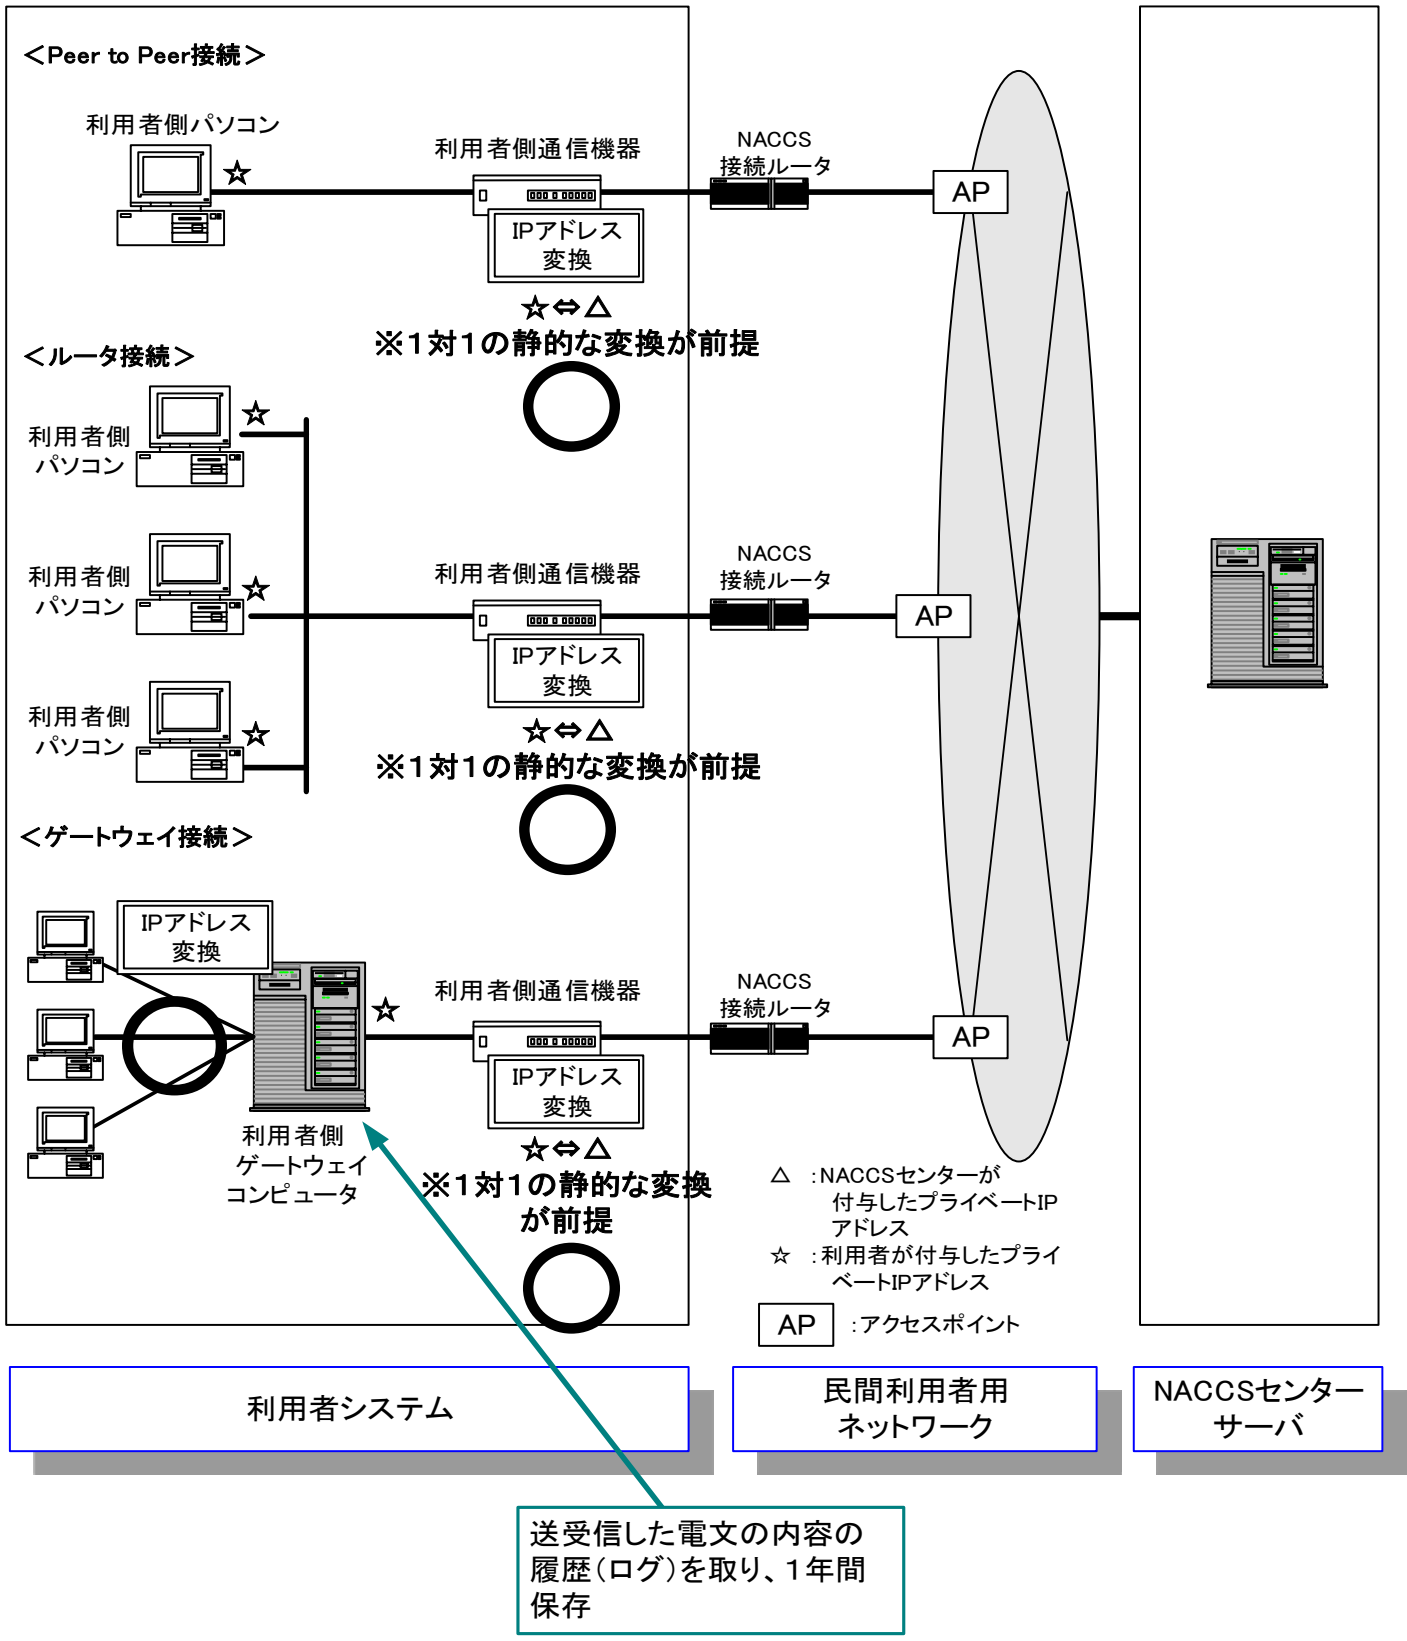 ＜Peer to Peer接続＞
利用者側パソコン
☆
利用者側通信機器
NACCS
接続ルータ
AP
IPアドレス
変換
☆⇔△
※１対１の静的な変換が前提
＜ルータ接続＞
利用者側
パソコン
☆
利用者側
パソコン
☆
利用者側
パソコン
☆
利用者側通信機器
NACCS
接続ルータ
AP
IPアドレス
変換
☆⇔△
※１対１の静的な変換が前提
＜ゲートウェイ接続＞
IPアドレス
変換
☆
利用者側
ゲートウェイ
コンピュータ
利用者側通信機器
NACCS
接続ルータ
AP
IPアドレス
変換
☆⇔△
※１対１の静的な変換
が前提
△ ：NACCSセンターが
付与したプライベートIP
アドレス
☆ ：利用者が付与したプライ
ベートIPアドレス
AP ：アクセスポイント
利用者システム
民間利用者用
ネットワーク
NACCSセンター
サーバ
送受信した電文の内容の
履歴（ログ）を取り、１年間
保存